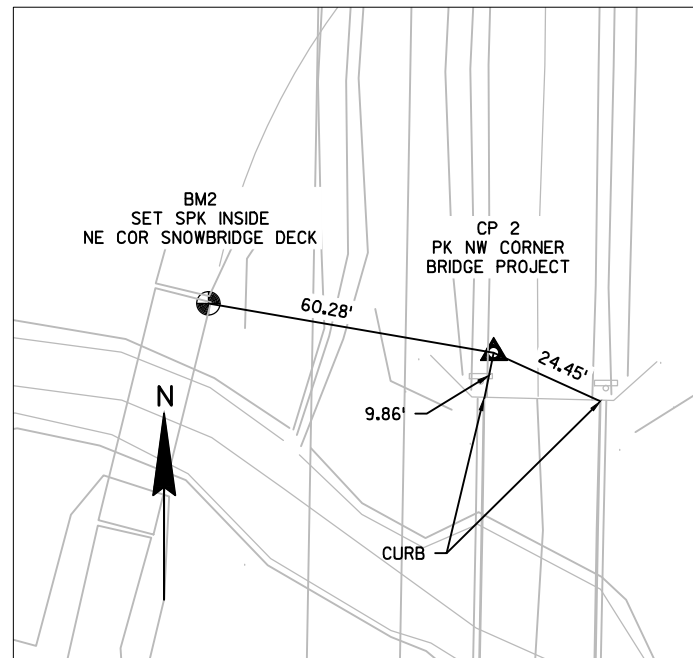 BM2
SET SPK INSIDE
NE COR SNOWBRIDGE DECK
CP 2
PK NW CORNER
BRIDGE PROJECT
60.28'
24.45'
N
9.86'
CURB